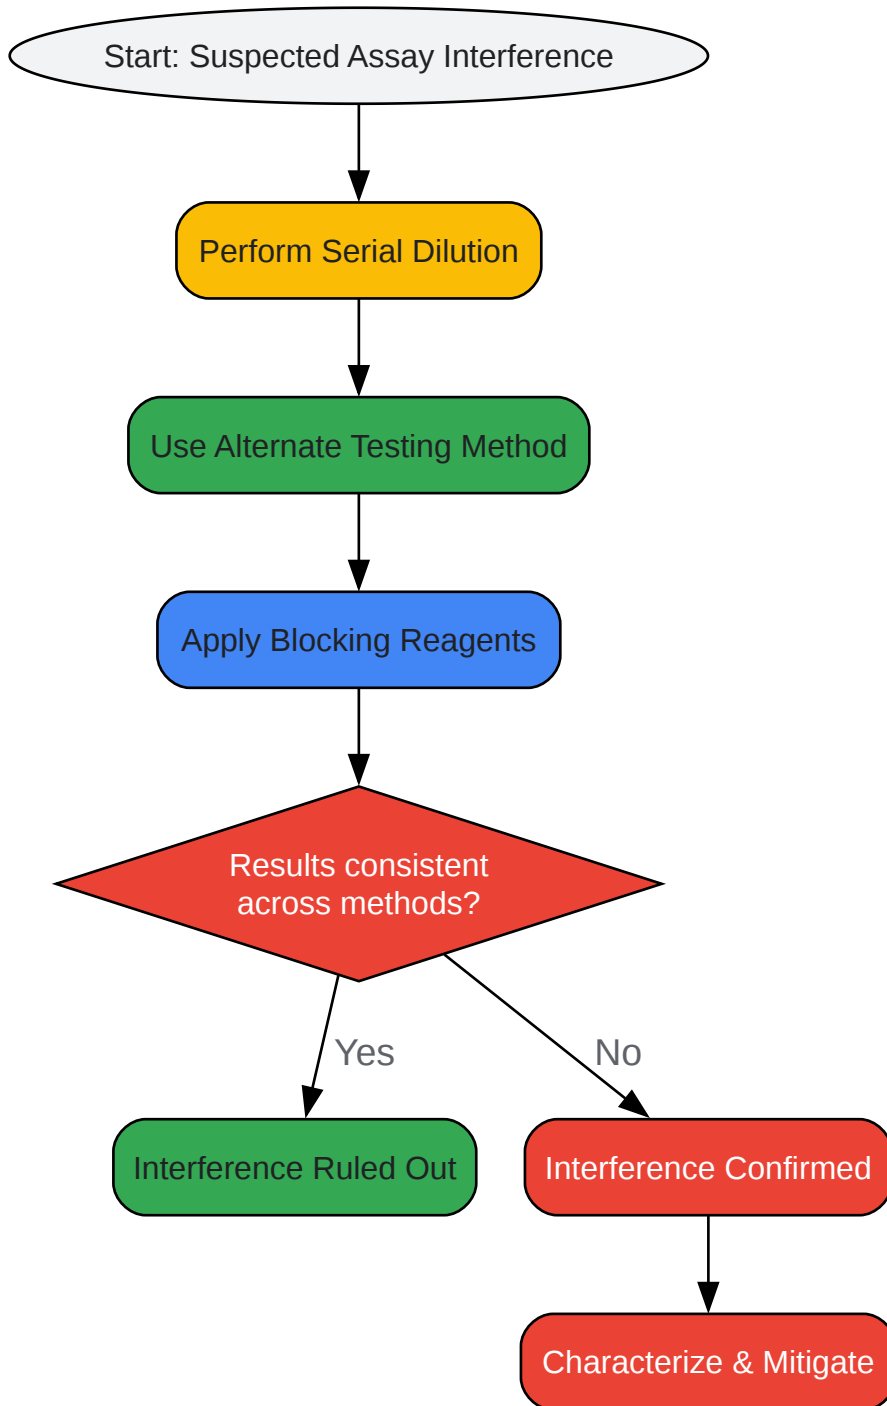 Start: Suspected Assay Interference
Perform Serial Dilution
Use Alternate Testing Method
Apply Blocking Reagents
Results consistent
across methods?
Yes
No
Interference Ruled Out
Interference Confirmed
Characterize & Mitigate